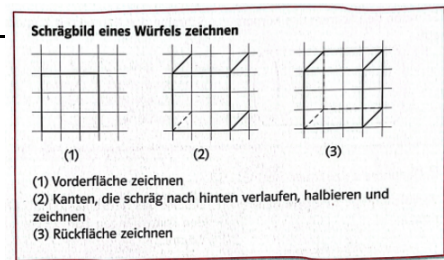 Schrägbild eines Würfels zeichnen
(1) (2) (3)
(1) Vorderfläche zeichnen
(2) Kanten, die schräg nach hinten verlaufen, halbieren und
zeichnen
(3) Rückfläche zeichnen